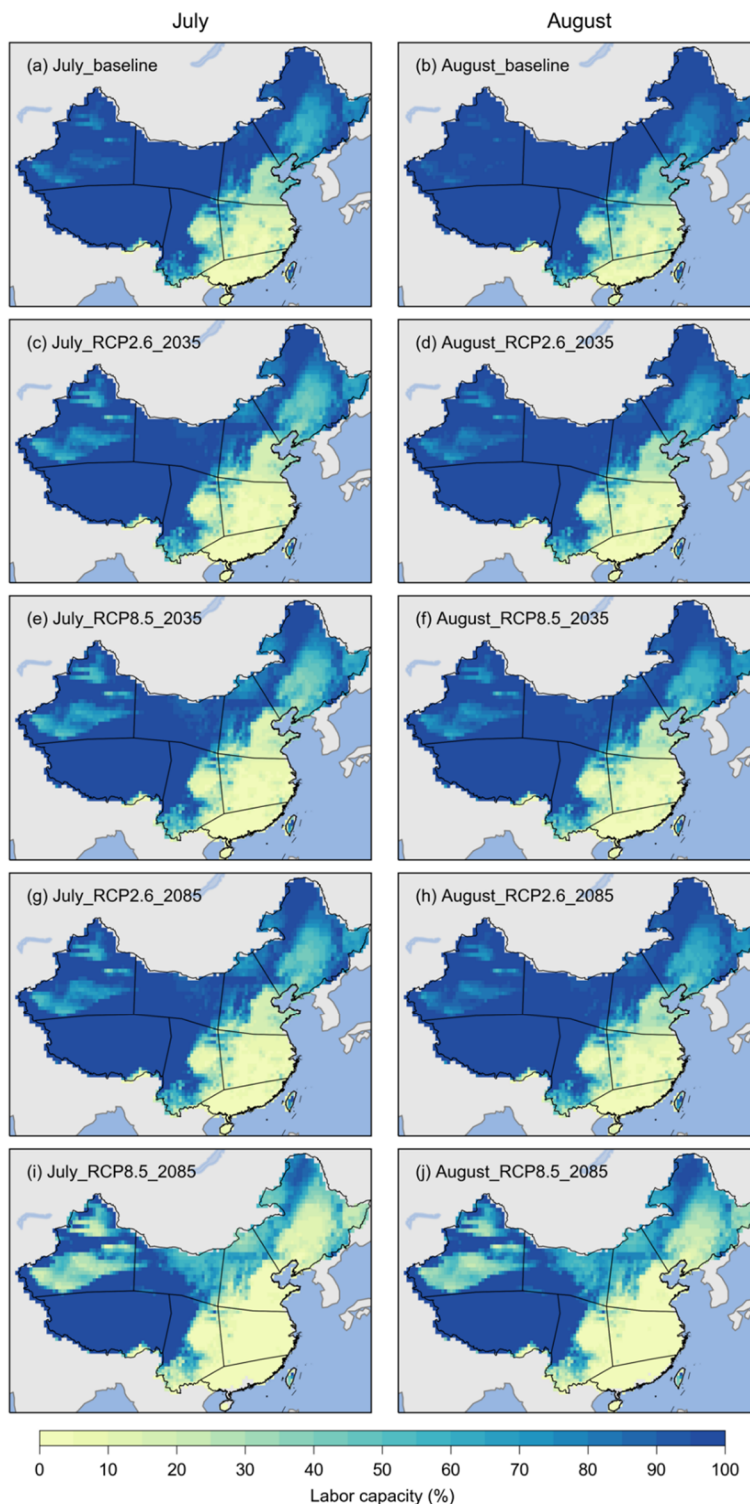 July
August
(a) July_baseline
(b) August_baseline
(c) July_RCP2.6_2035
(d) August_RCP2.6_2035
(e) July_RCP8.5_2035
(f) August_RCP8.5_2035
(g) July_RCP2.6_2085
(h) August_RCP2.6_2085
(i) July_RCP8.5_2085
(j) August_RCP8.5_2085
0 10 20 30 40 50 60 70 80 90 100
Labor capacity (%)